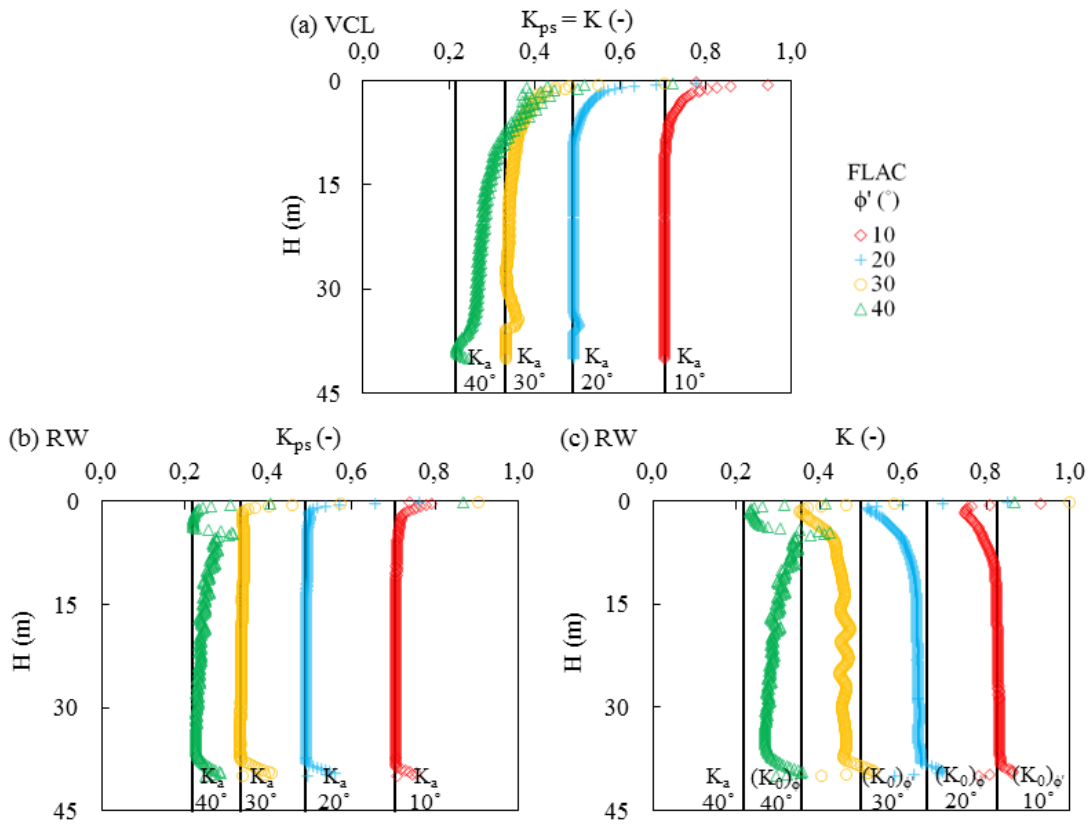 (a) VCL K_ps = K (-)
0,0 0,2 0,4 0,6 0,8 1,0
0
15
30
45
H (m)
K_a K_a K_a K_a
40° 30° 20° 10°
FLAC
ϕ' (°)
10
20
30
40
(b) RW K_ps (-)
0,0 0,2 0,4 0,6 0,8 1,0
0
15
30
45
H (m)
K_a K_a K_a K_a
40° 30° 20° 10°
(c) RW K (-)
0,0 0,2 0,4 0,6 0,8 1,0
0
15
30
45
H (m)
K_a (K_0)_ϕ' (K_0)_ϕ' (K_0)_ϕ' (K_0)_ϕ'
40° 40° 30° 20° 10°